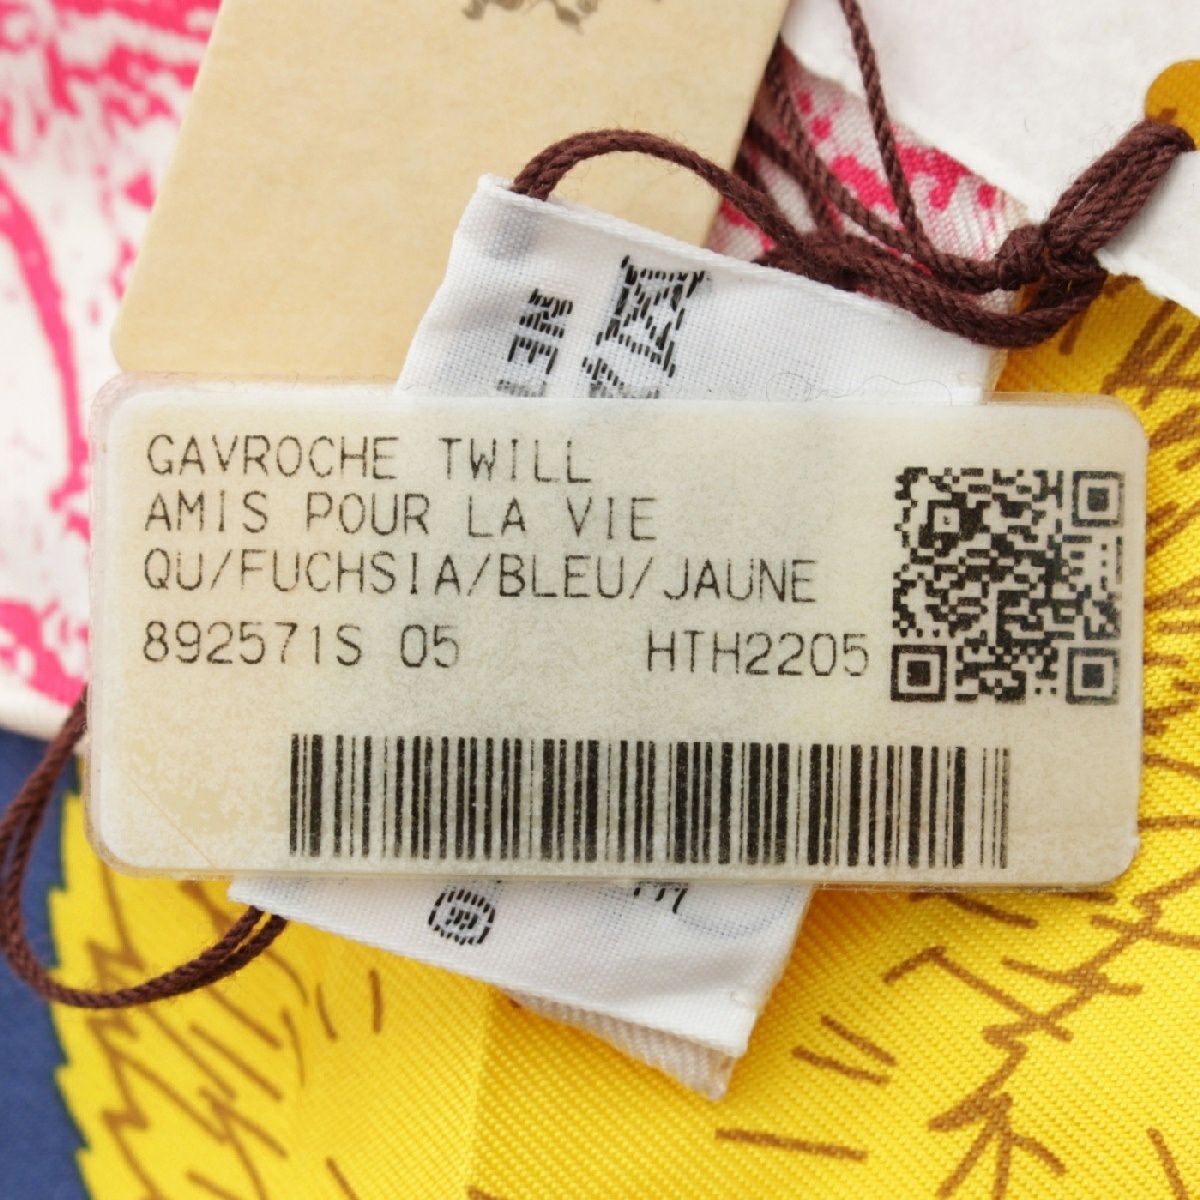 GAVROCHE TWILL
AMIS POUR LA VIE
QU/FUCHSIA/BLEU/JAUNE
892571S 05 HTH2205